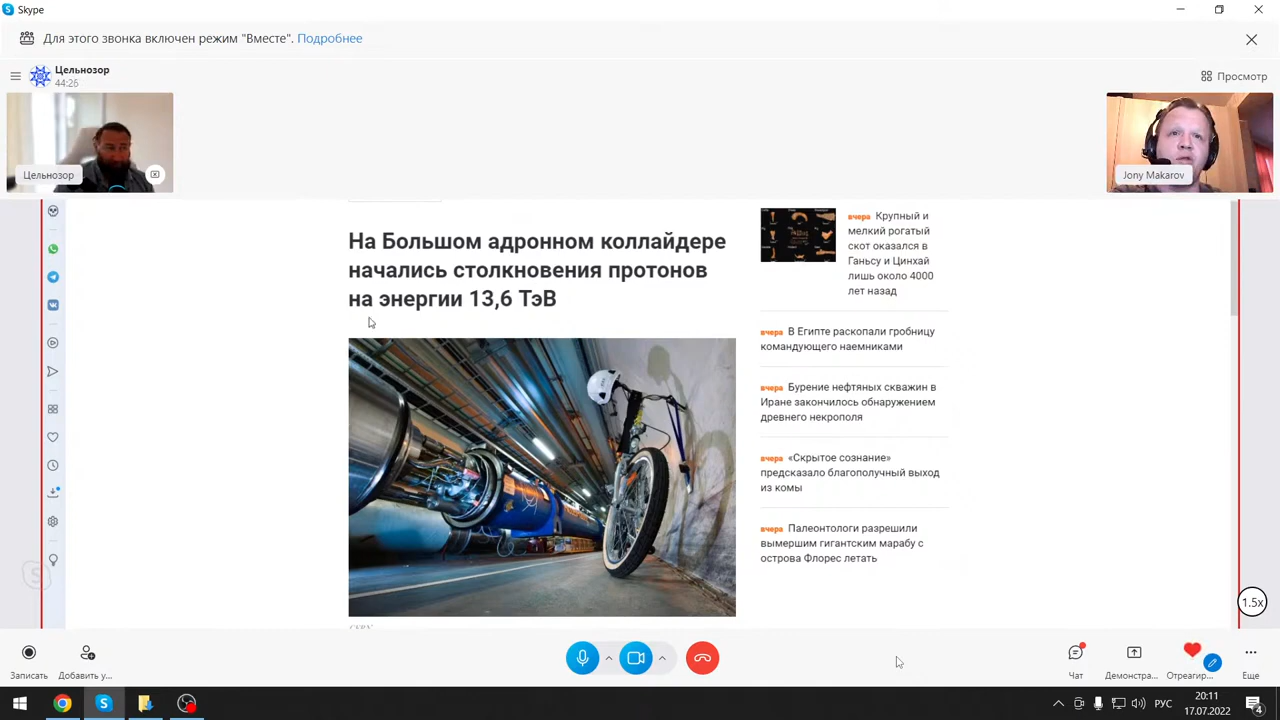 Skype
Для этого звонка включен режим "Вместе". Подробнее
Цельнозор
44:26
Просмотр
Цельнозор
Jony Makarov
На Большом адронном коллайдере
начались столкновения протонов
на энергии 13,6 ТэВ
CERN
вчера Крупный и
мелкий рогатый
скот оказался в
Ганьсу и Цинхай
лишь около 4000
лет назад
вчера В Египте раскопали гробницу
командующего наемниками
вчера Бурение нефтяных скважин в
Иране закончилось обнаружением
древнего некрополя
вчера «Скрытое сознание»
предсказало благополучный выход
из комы
вчера Палеонтологи разрешили
вымершим гигантским марабу с
острова Флорес летать
1.5x
Записать
Добавить у...
Чат
Демонстра...
Отреагир...
Еще
РУС
20:11
17.07.2022
4